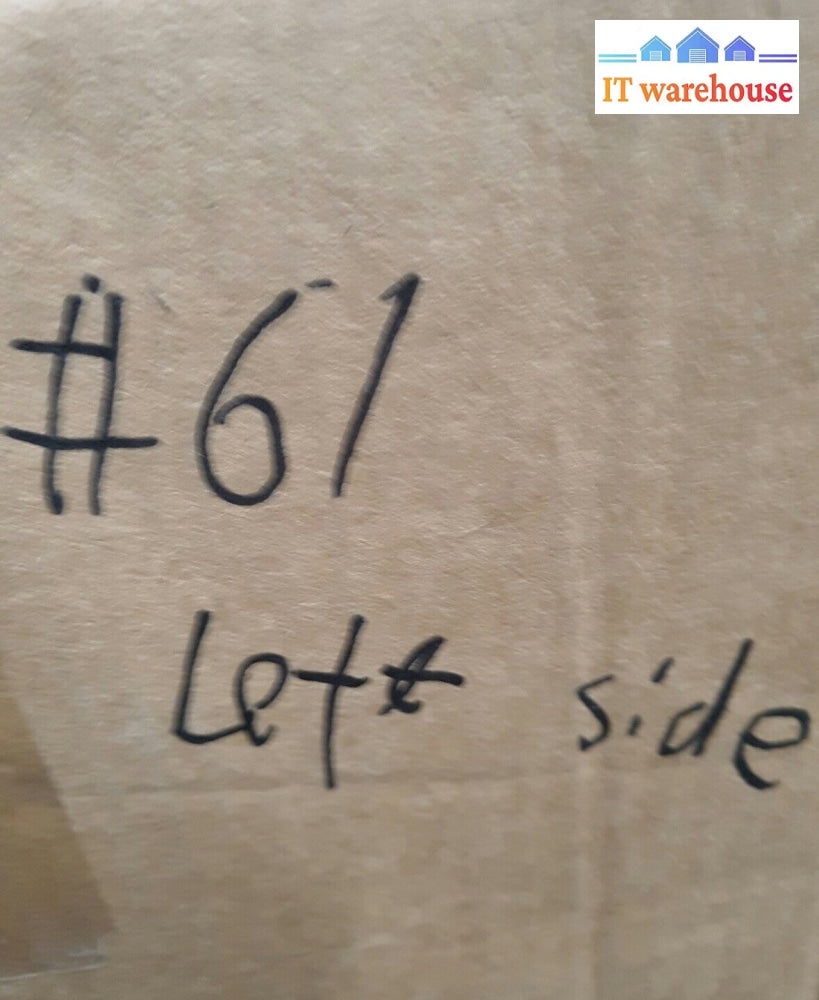 IT warehouse
#61
Left side